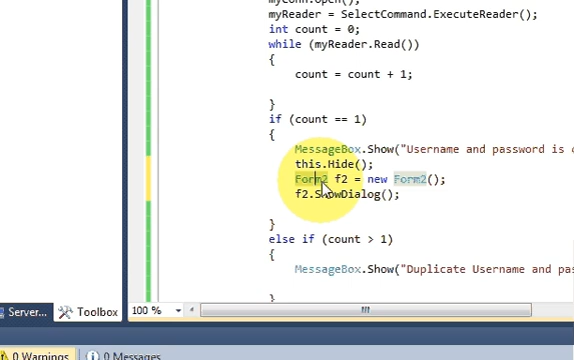 myConn.Open();
myReader = SelectCommand.ExecuteReader();
int count = 0;
while (myReader.Read())
{
count = count + 1;
}
if (count == 1)
{
MessageBox.Show("Username and password is
this.Hide();
Form2 f2 = new Form2();
f2.ShowDialog();
}
else if (count > 1)
{
MessageBox.Show("Duplicate Username and
}
Server... Toolbox
100 %
0 Warnings
0 Messages